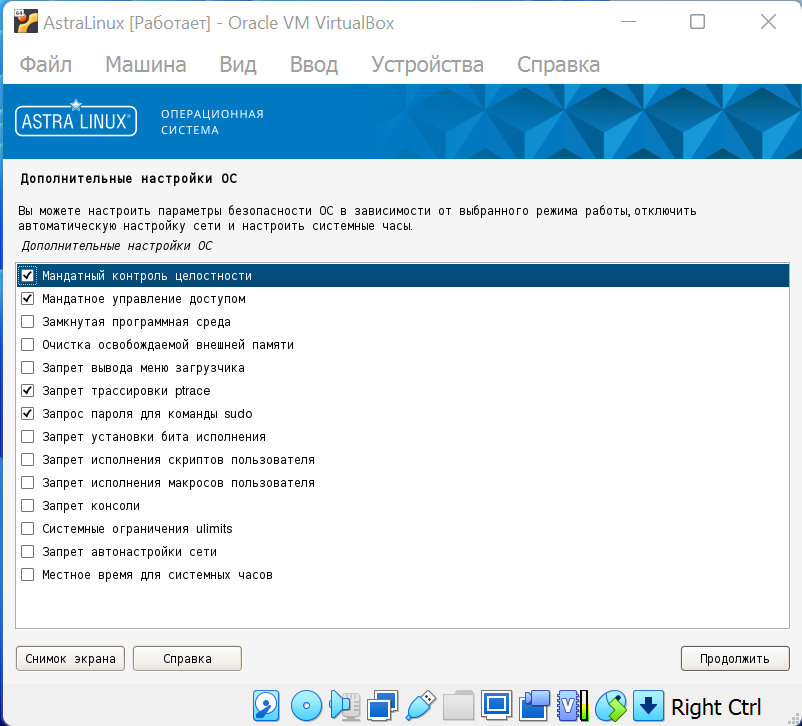 AstraLinux [Работает] - Oracle VM VirtualBox
Файл Машина Вид Ввод Устройства Справка
ASTRA LINUX®
ОПЕРАЦИОННАЯ
СИСТЕМА
Дополнительные настройки ОС
Вы можете настроить параметры безопасности ОС в зависимости от выбранного режима работы, отключить
автоматическую настройку сети и настроить системные часы.
Дополнительные настройки ОС
Мандатный контроль целостности
Мандатное управление доступом
Замкнутая программная среда
Очистка освобождаемой внешней памяти
Запрет вывода меню загрузчика
Запрет трассировки ptrace
Запрос пароля для команды sudo
Запрет установки бита исполнения
Запрет исполнения скриптов пользователя
Запрет исполнения макросов пользователя
Запрет консоли
Системные ограничения ulimits
Запрет автонастройки сети
Местное время для системных часов
Снимок экрана Справка Продолжить
Right Ctrl